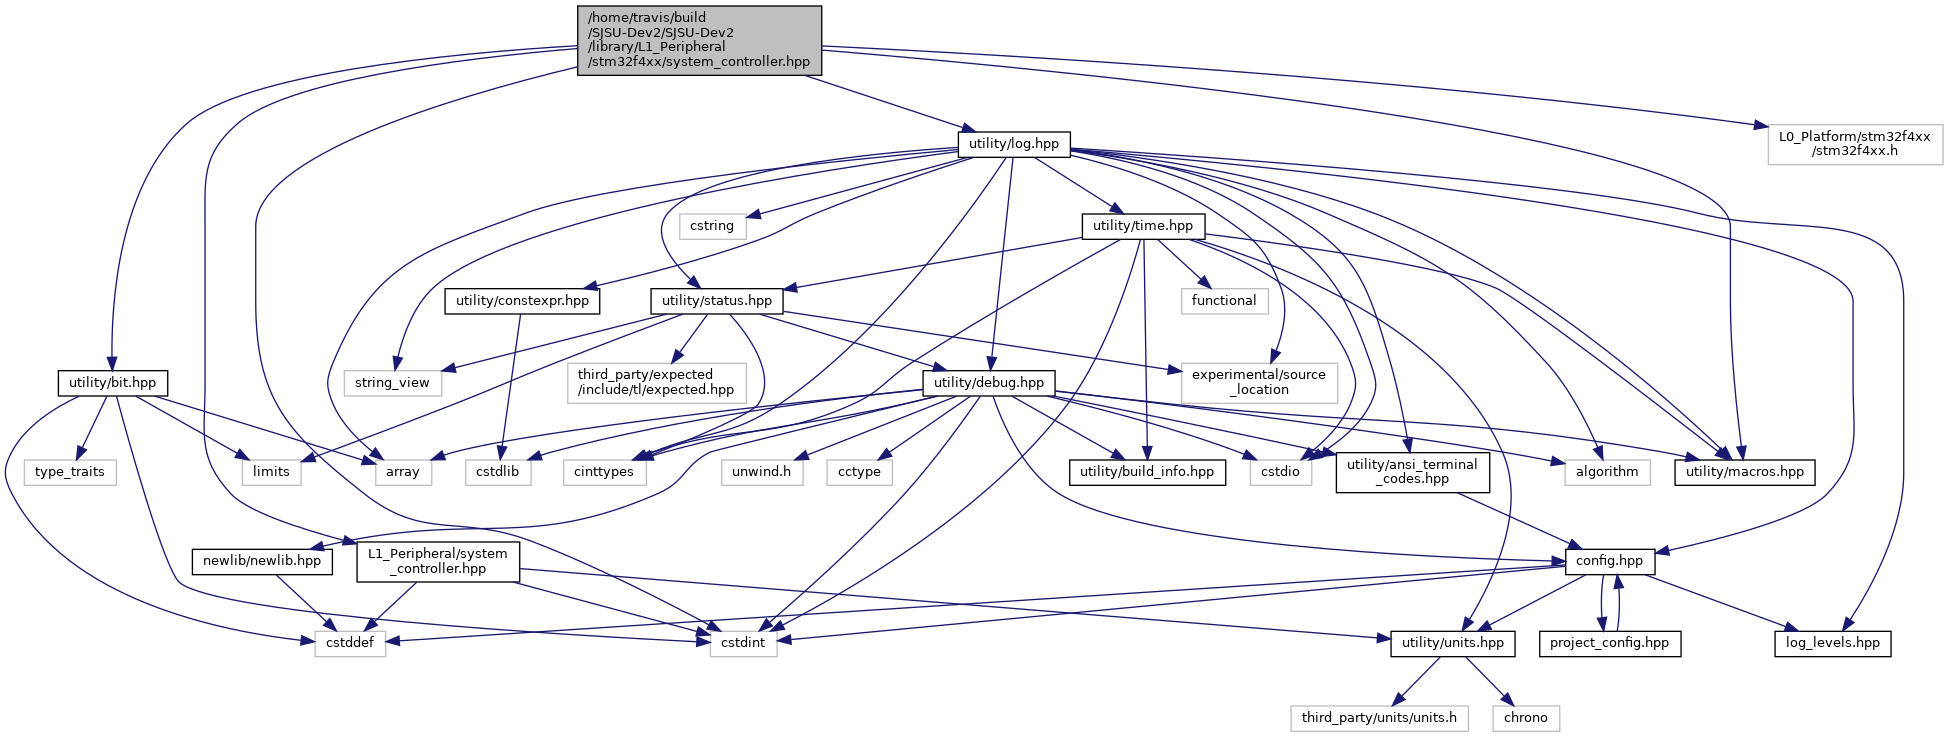 /home/travis/build
/SJSU-Dev2/SJSU-Dev2
/library/L1_Peripheral
/stm32f4xx/system_controller.hpp
L0_Platform/stm32f4xx
/stm32f4xx.h
utility/log.hpp
cstring
utility/time.hpp
utility/constexpr.hpp
utility/status.hpp
functional
utility/bit.hpp
string_view
third_party/expected
/include/tl/expected.hpp
utility/debug.hpp
experimental/source
_location
type_traits
limits
array
cstdlib
cinttypes
unwind.h
cctype
utility/build_info.hpp
cstdio
utility/ansi_terminal
_codes.hpp
algorithm
utility/macros.hpp
newlib/newlib.hpp
L1_Peripheral/system
_controller.hpp
config.hpp
cstddef
cstdint
utility/units.hpp
project_config.hpp
log_levels.hpp
third_party/units/units.h
chrono